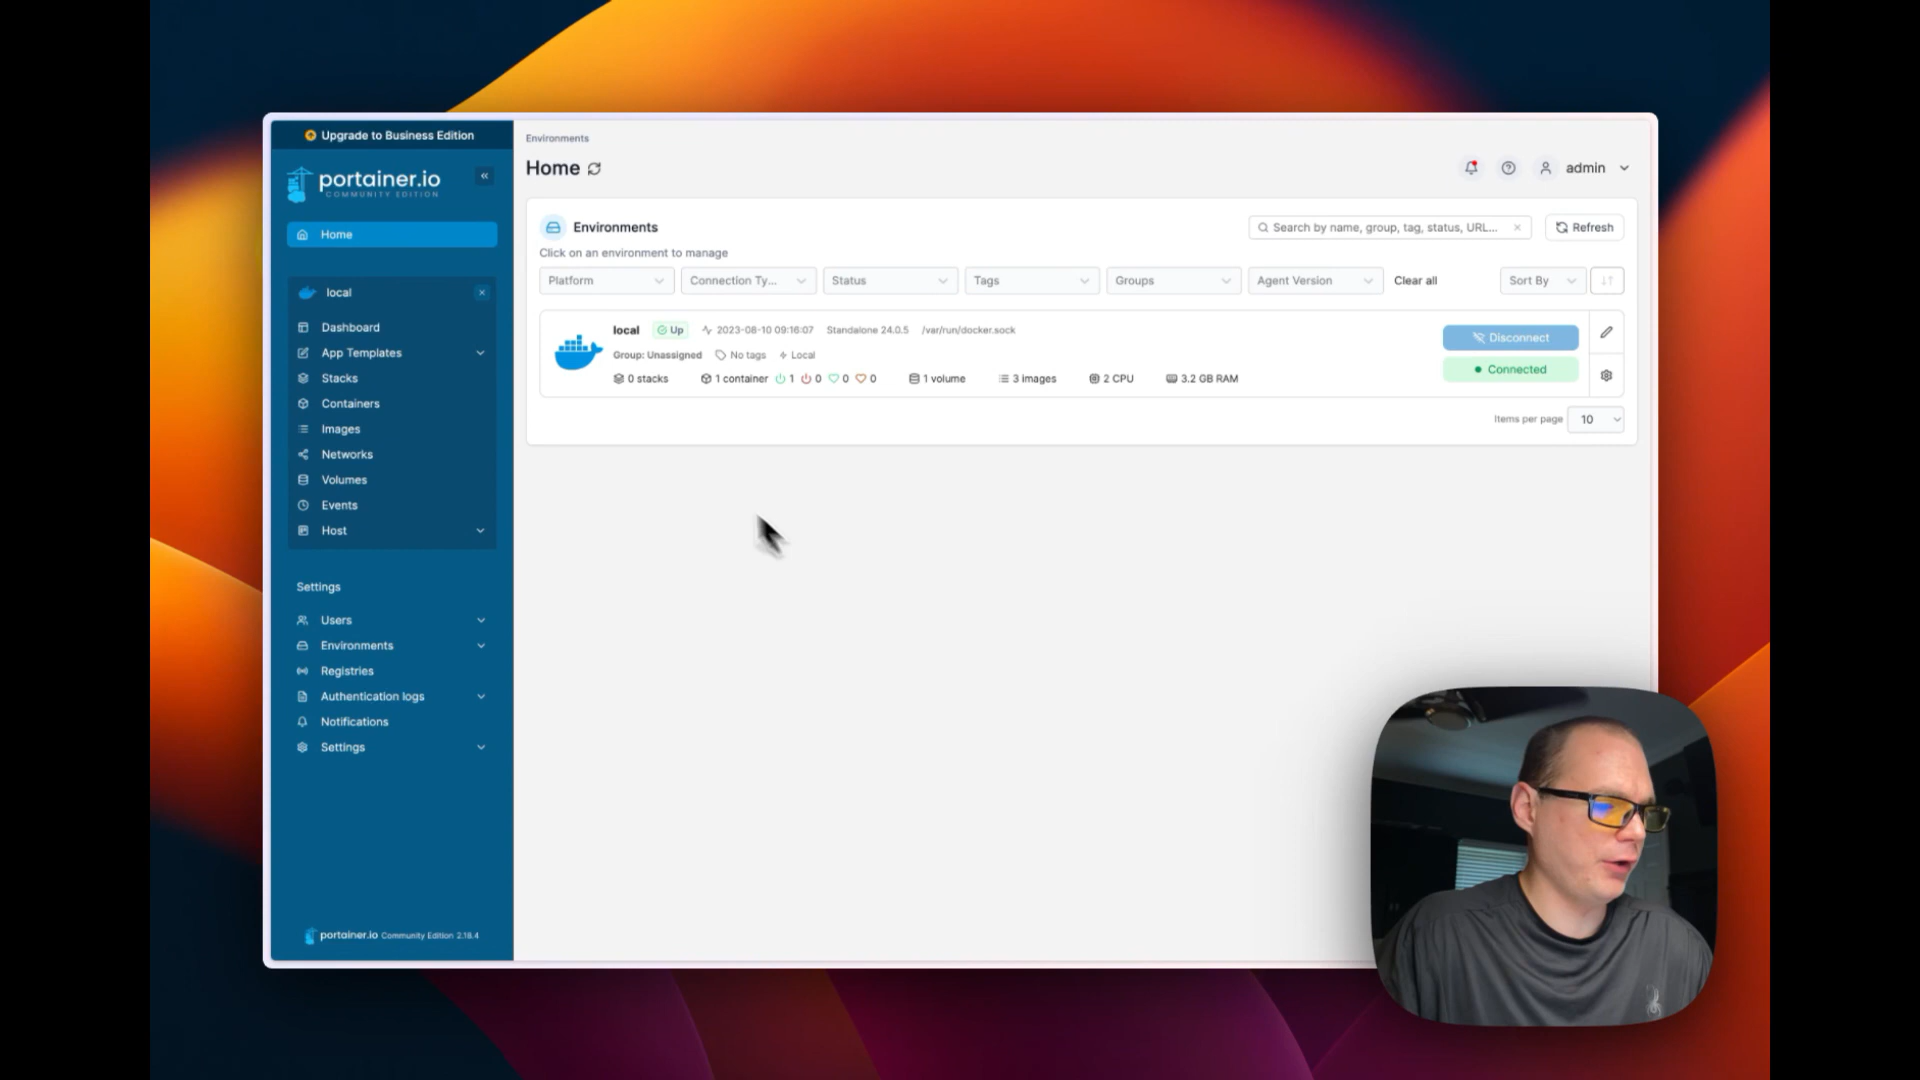 Upgrade to Business Edition
portainer.io
COMMUNITY EDITION
Home
local
Dashboard
App Templates
Stacks
Containers
Images
Networks
Volumes
Events
Host
Settings
Users
Environments
Registries
Authentication logs
Notifications
Settings
portainer.io Community Edition 2.18.4
Environments
Home
admin
Environments
Search by name, group, tag, status, URL...
Refresh
Click on an environment to manage
Platform
Connection Ty...
Status
Tags
Groups
Agent Version
Clear all
Sort By
local Up 2023-08-10 09:16:07 Standalone 24.0.5 /var/run/docker.sock
Group: Unassigned No tags Local
0 stacks 1 container 1 0 0 0 1 volume 3 images 2 CPU 3.2 GB RAM
Disconnect
Connected
Items per page 10